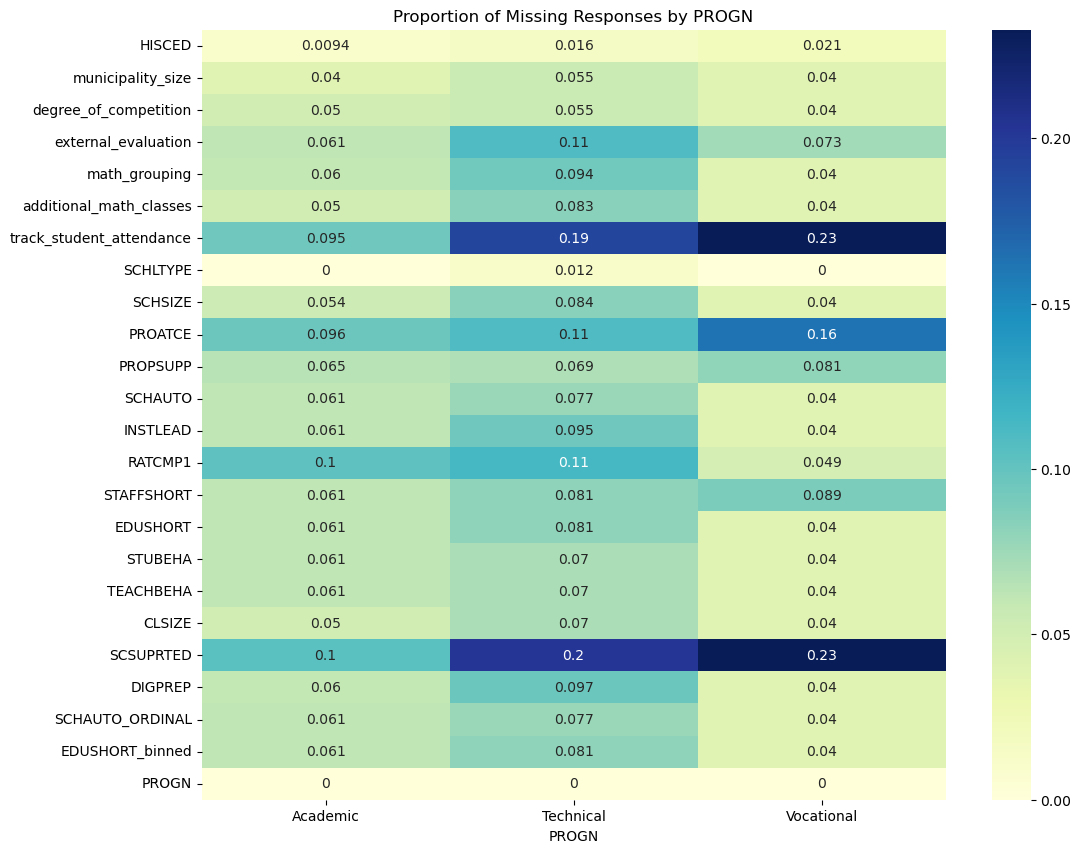 Proportion of Missing Responses by PROGN
HISCED 0.0094 0.016 0.021
municipality_size 0.04 0.055 0.04
degree_of_competition 0.05 0.055 0.04
external_evaluation 0.061 0.11 0.073
math_grouping 0.06 0.094 0.04
additional_math_classes 0.05 0.083 0.04
track_student_attendance 0.095 0.19 0.23
SCHLTYPE 0 0.012 0
SCHSIZE 0.054 0.084 0.04
PROATCE 0.096 0.11 0.16
PROPSUPP 0.065 0.069 0.081
SCHAUTO 0.061 0.077 0.04
INSTLEAD 0.061 0.095 0.04
RATCMP1 0.1 0.11 0.049
STAFFSHORT 0.061 0.081 0.089
EDUSHORT 0.061 0.081 0.04
STUBEHA 0.061 0.07 0.04
TEACHBEHA 0.061 0.07 0.04
CLSIZE 0.05 0.07 0.04
SCSUPRTED 0.1 0.2 0.23
DIGPREP 0.06 0.097 0.04
SCHAUTO_ORDINAL 0.061 0.077 0.04
EDUSHORT_binned 0.061 0.081 0.04
PROGN 0 0 0
Academic Technical Vocational
PROGN
0.20
0.15
0.10
0.05
0.00